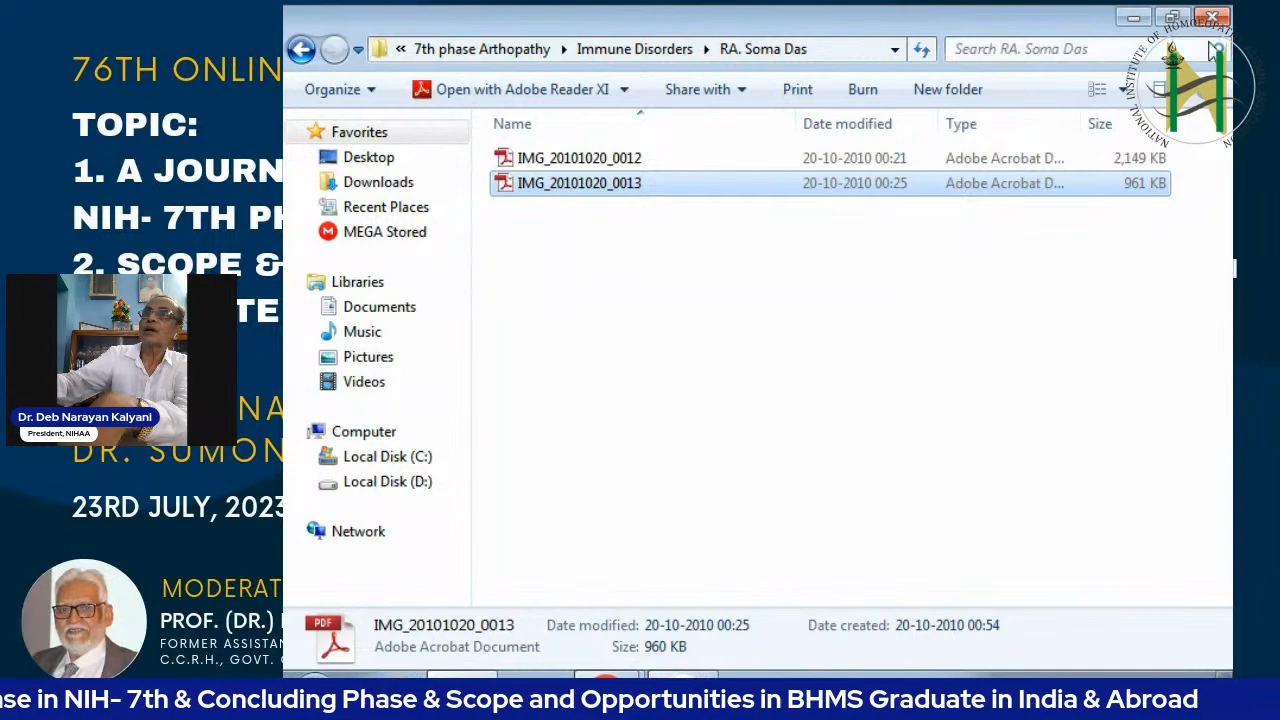 76TH ONLIN
TOPIC:
1. A JOURN
NIH- 7TH PH
2. SCOPE &
TE
NA
DR. SUMON
23RD JULY, 2023
MODERAT
PROF. (DR.)
FORMER ASSISTAN
C.C.R.H., GOVT.
Dr. Deb Narayan Kalyani
President, NIHAA
« 7th phase Arthopathy Immune Disorders RA. Soma Das
Search RA. Soma Das
Organize Open with Adobe Reader XI Share with Print Burn New folder
Name Date modified Type Size
IMG_20101020_0012 20-10-2010 00:21 Adobe Acrobat D... 2,149 KB
IMG_20101020_0013 20-10-2010 00:25 Adobe Acrobat D... 961 KB
Favorites
Desktop
Downloads
Recent Places
MEGA Stored
Libraries
Documents
Music
Pictures
Videos
Computer
Local Disk (C:)
Local Disk (D:)
Network
PDF
IMG_20101020_0013 Date modified: 20-10-2010 00:25 Date created: 20-10-2010 00:54
Adobe Acrobat Document Size: 960 KB
NATIONAL INSTITUTE OF HOMOEOPAT
ase in NIH- 7th & Concluding Phase & Scope and Opportunities in BHMS Graduate in India & Abroad